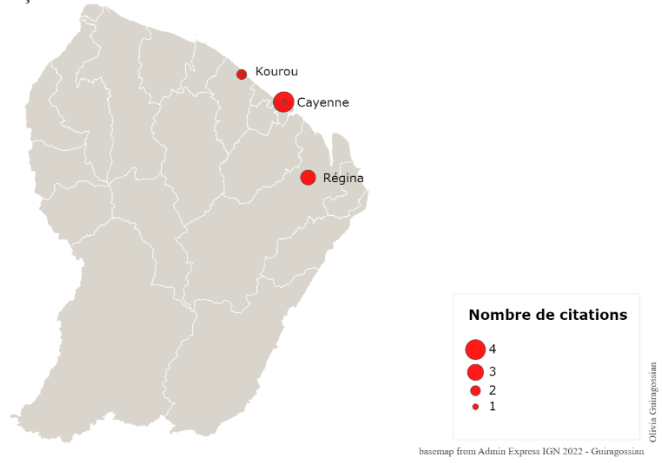 Kourou
Cayenne
Régina
Nombre de citations
4
3
2
1
Olivia Guiragossian
basemap from Admin Express IGN 2022 - Guiragossian